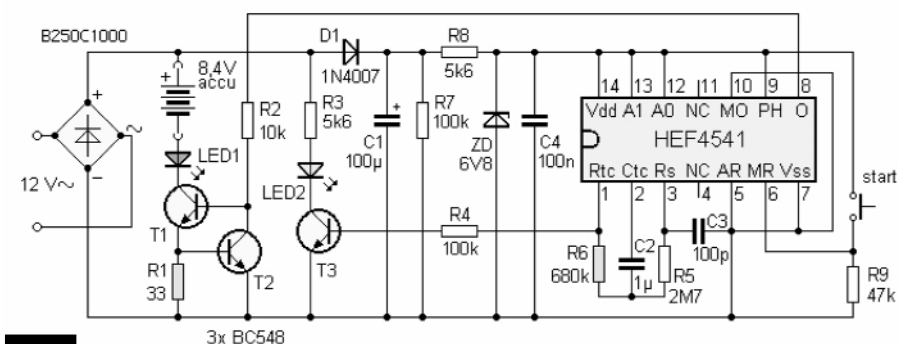 B250C1000
D1
1N4007
R8
5k6
8,4V
accu
R2
10k
R3
5k6
C1
100µ
R7
100k
ZD
6V8
C4
100n
14 13 12 11 10 9 8
Vdd A1 A0 NC MO PH O
HEF4541
Rtc Ctc Rs NC AR MR Vss
1 2 3 4 5 6 7
start
12 V~
~
+
−
LED1
LED2
T1
T2
T3
R1
33
R4
100k
R6
680k
C2
1µ
R5
2M7
C3
100p
R9
47k
3x BC548